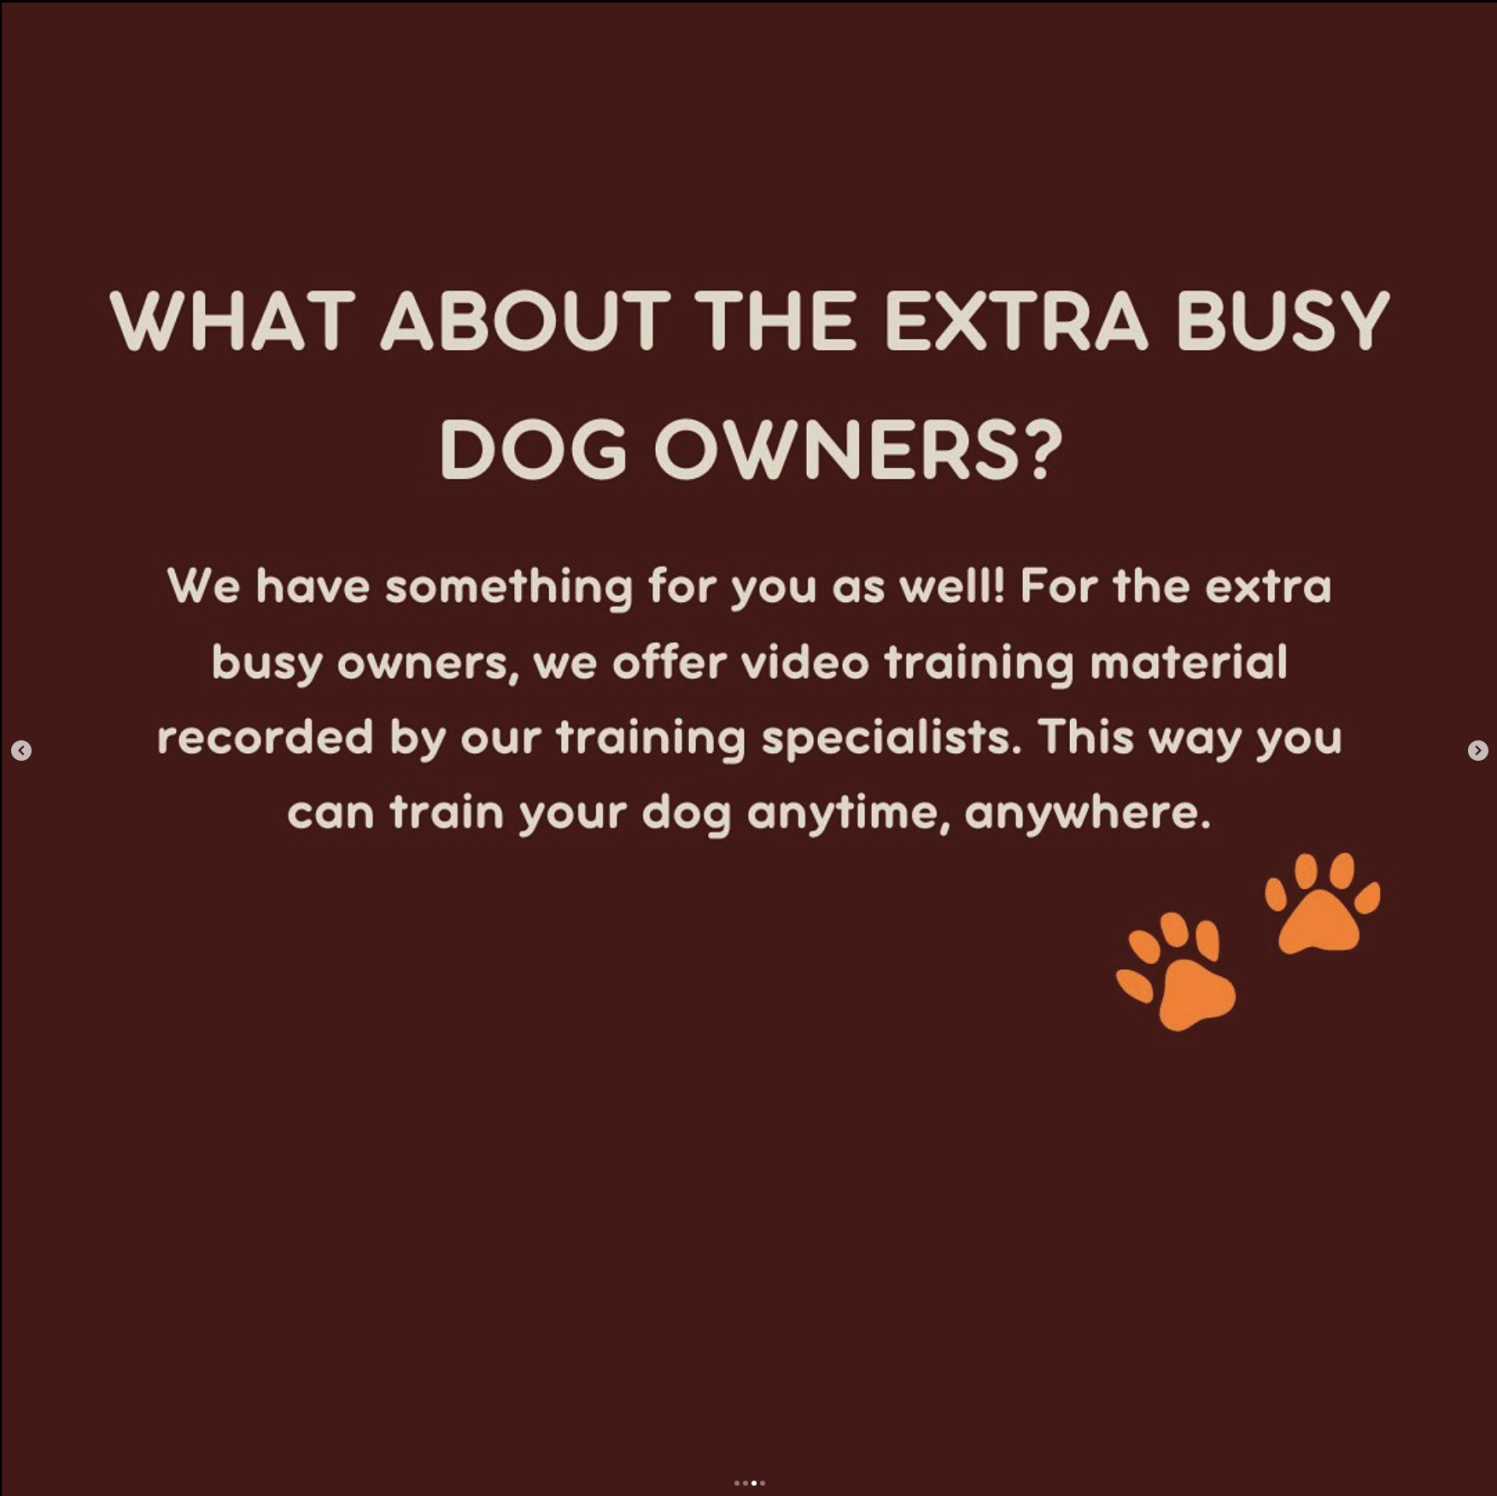 WHAT ABOUT THE EXTRA BUSY
DOG OWNERS?
We have something for you as well! For the extra
busy owners, we offer video training material
recorded by our training specialists. This way you
can train your dog anytime, anywhere.